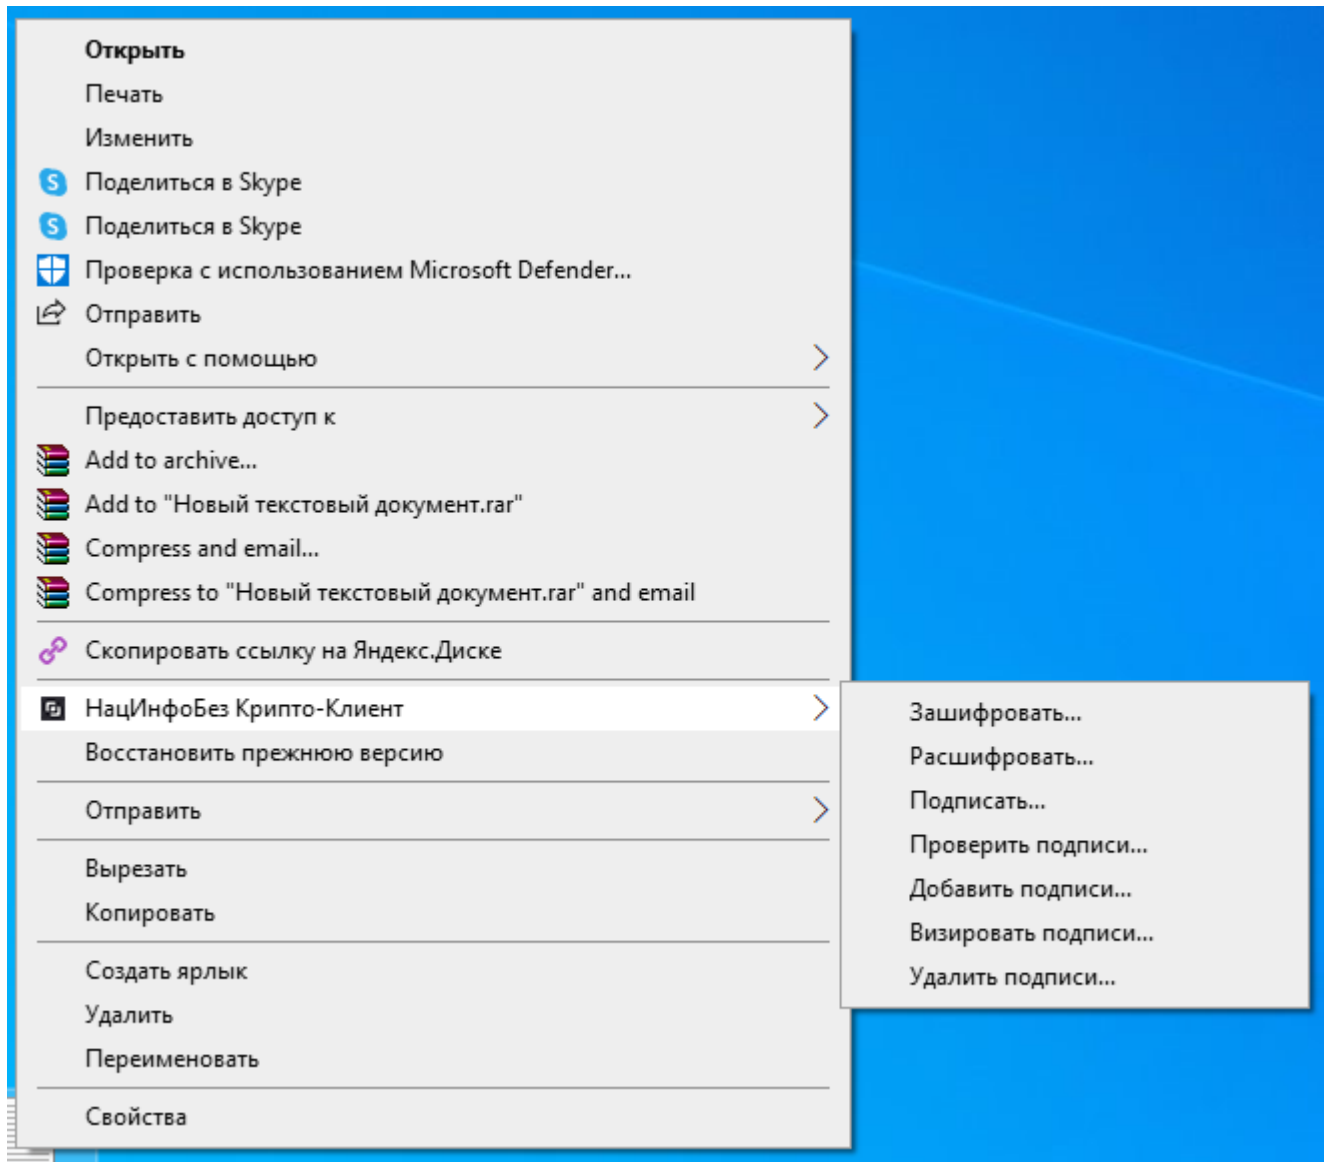 Открыть
Печать
Изменить
Поделиться в Skype
Поделиться в Skype
Проверка с использованием Microsoft Defender...
Отправить
Открыть с помощью
Предоставить доступ к
Add to archive...
Add to "Новый текстовый документ.rar"
Compress and email...
Compress to "Новый текстовый документ.rar" and email
Скопировать ссылку на Яндекс.Диске
НацИнфоБез Крипто-Клиент
Восстановить прежнюю версию
Отправить
Вырезать
Копировать
Создать ярлык
Удалить
Переименовать
Свойства
Зашифровать...
Расшифровать...
Подписать...
Проверить подписи...
Добавить подписи...
Визировать подписи...
Удалить подписи...